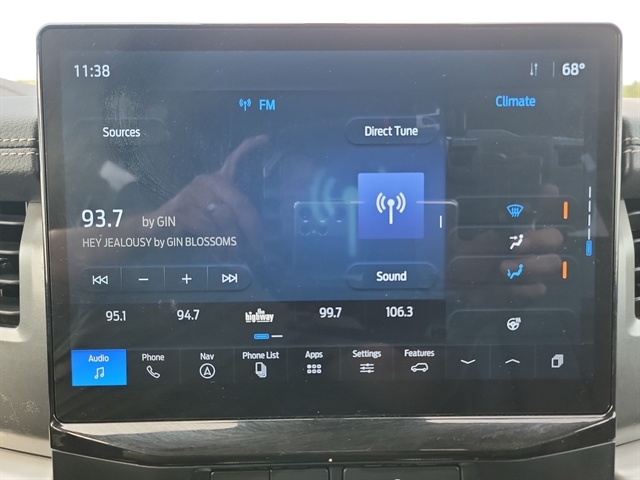 11:38
68°
FM
Climate
Sources
Direct Tune
93.7 by GIN
HEY JEALOUSY by GIN BLOSSOMS
Sound
95.1 94.7 the highway 99.7 106.3
Audio Phone Nav Phone List Apps Settings Features